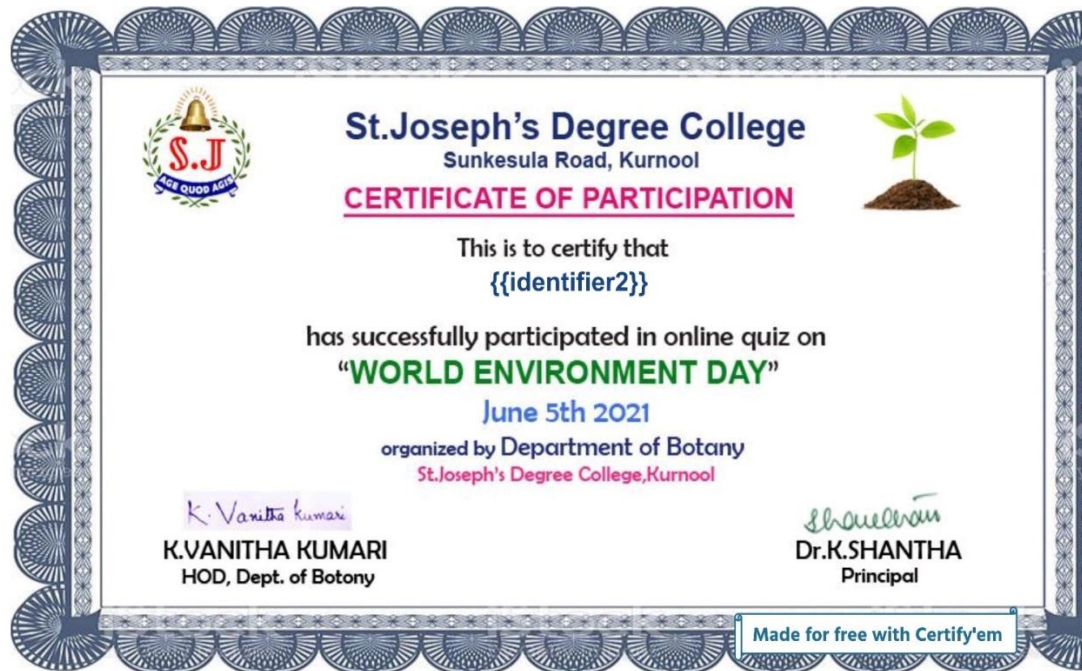 S.J
AGE QUOD AGIS
St.Joseph's Degree College
Sunkesula Road, Kurnool
CERTIFICATE OF PARTICIPATION
This is to certify that
{{identifier2}}
has successfully participated in online quiz on
“WORLD ENVIRONMENT DAY”
June 5th 2021
organized by Department of Botany
St.Joseph's Degree College,Kurnool
K. Vanitha kumari
K.VANITHA KUMARI
HOD, Dept. of Botony
Dr.K.SHANTHA
Principal
Made for free with Certify'em